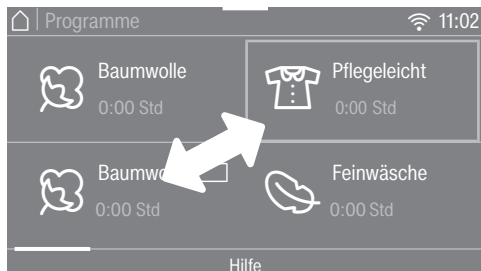 Programme 11:02
Baumwolle
0:00 Std
Pflegeleicht
0:00 Std
0:00 Std
Feinwäsche
0:00 Std
Hilfe